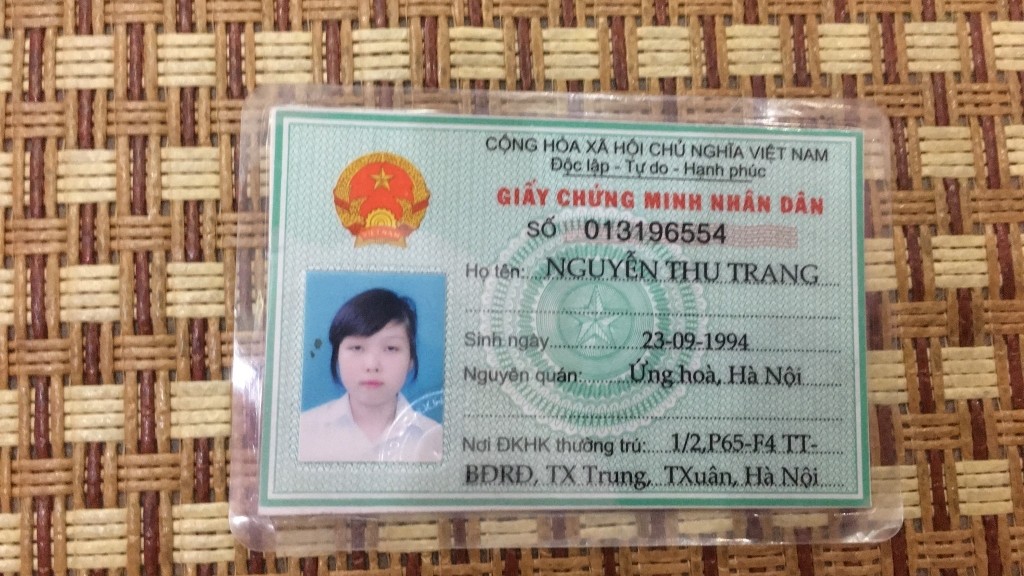 CỘNG HÒA XÃ HỘI CHỦ NGHĨA VIỆT NAM
Độc lập - Tự do - Hạnh phúc
GIẤY CHỨNG MINH NHÂN DÂN
SỐ 013196554
Họ tên: NGUYỄN THU TRANG
Sinh ngày 23-09-1994
Nguyên quán: Ứng hoà, Hà Nội
Nơi ĐKHK thường trú: 1/2,P65-F4 TT-
BĐRĐ, TX Trung, TXuân, Hà Nội